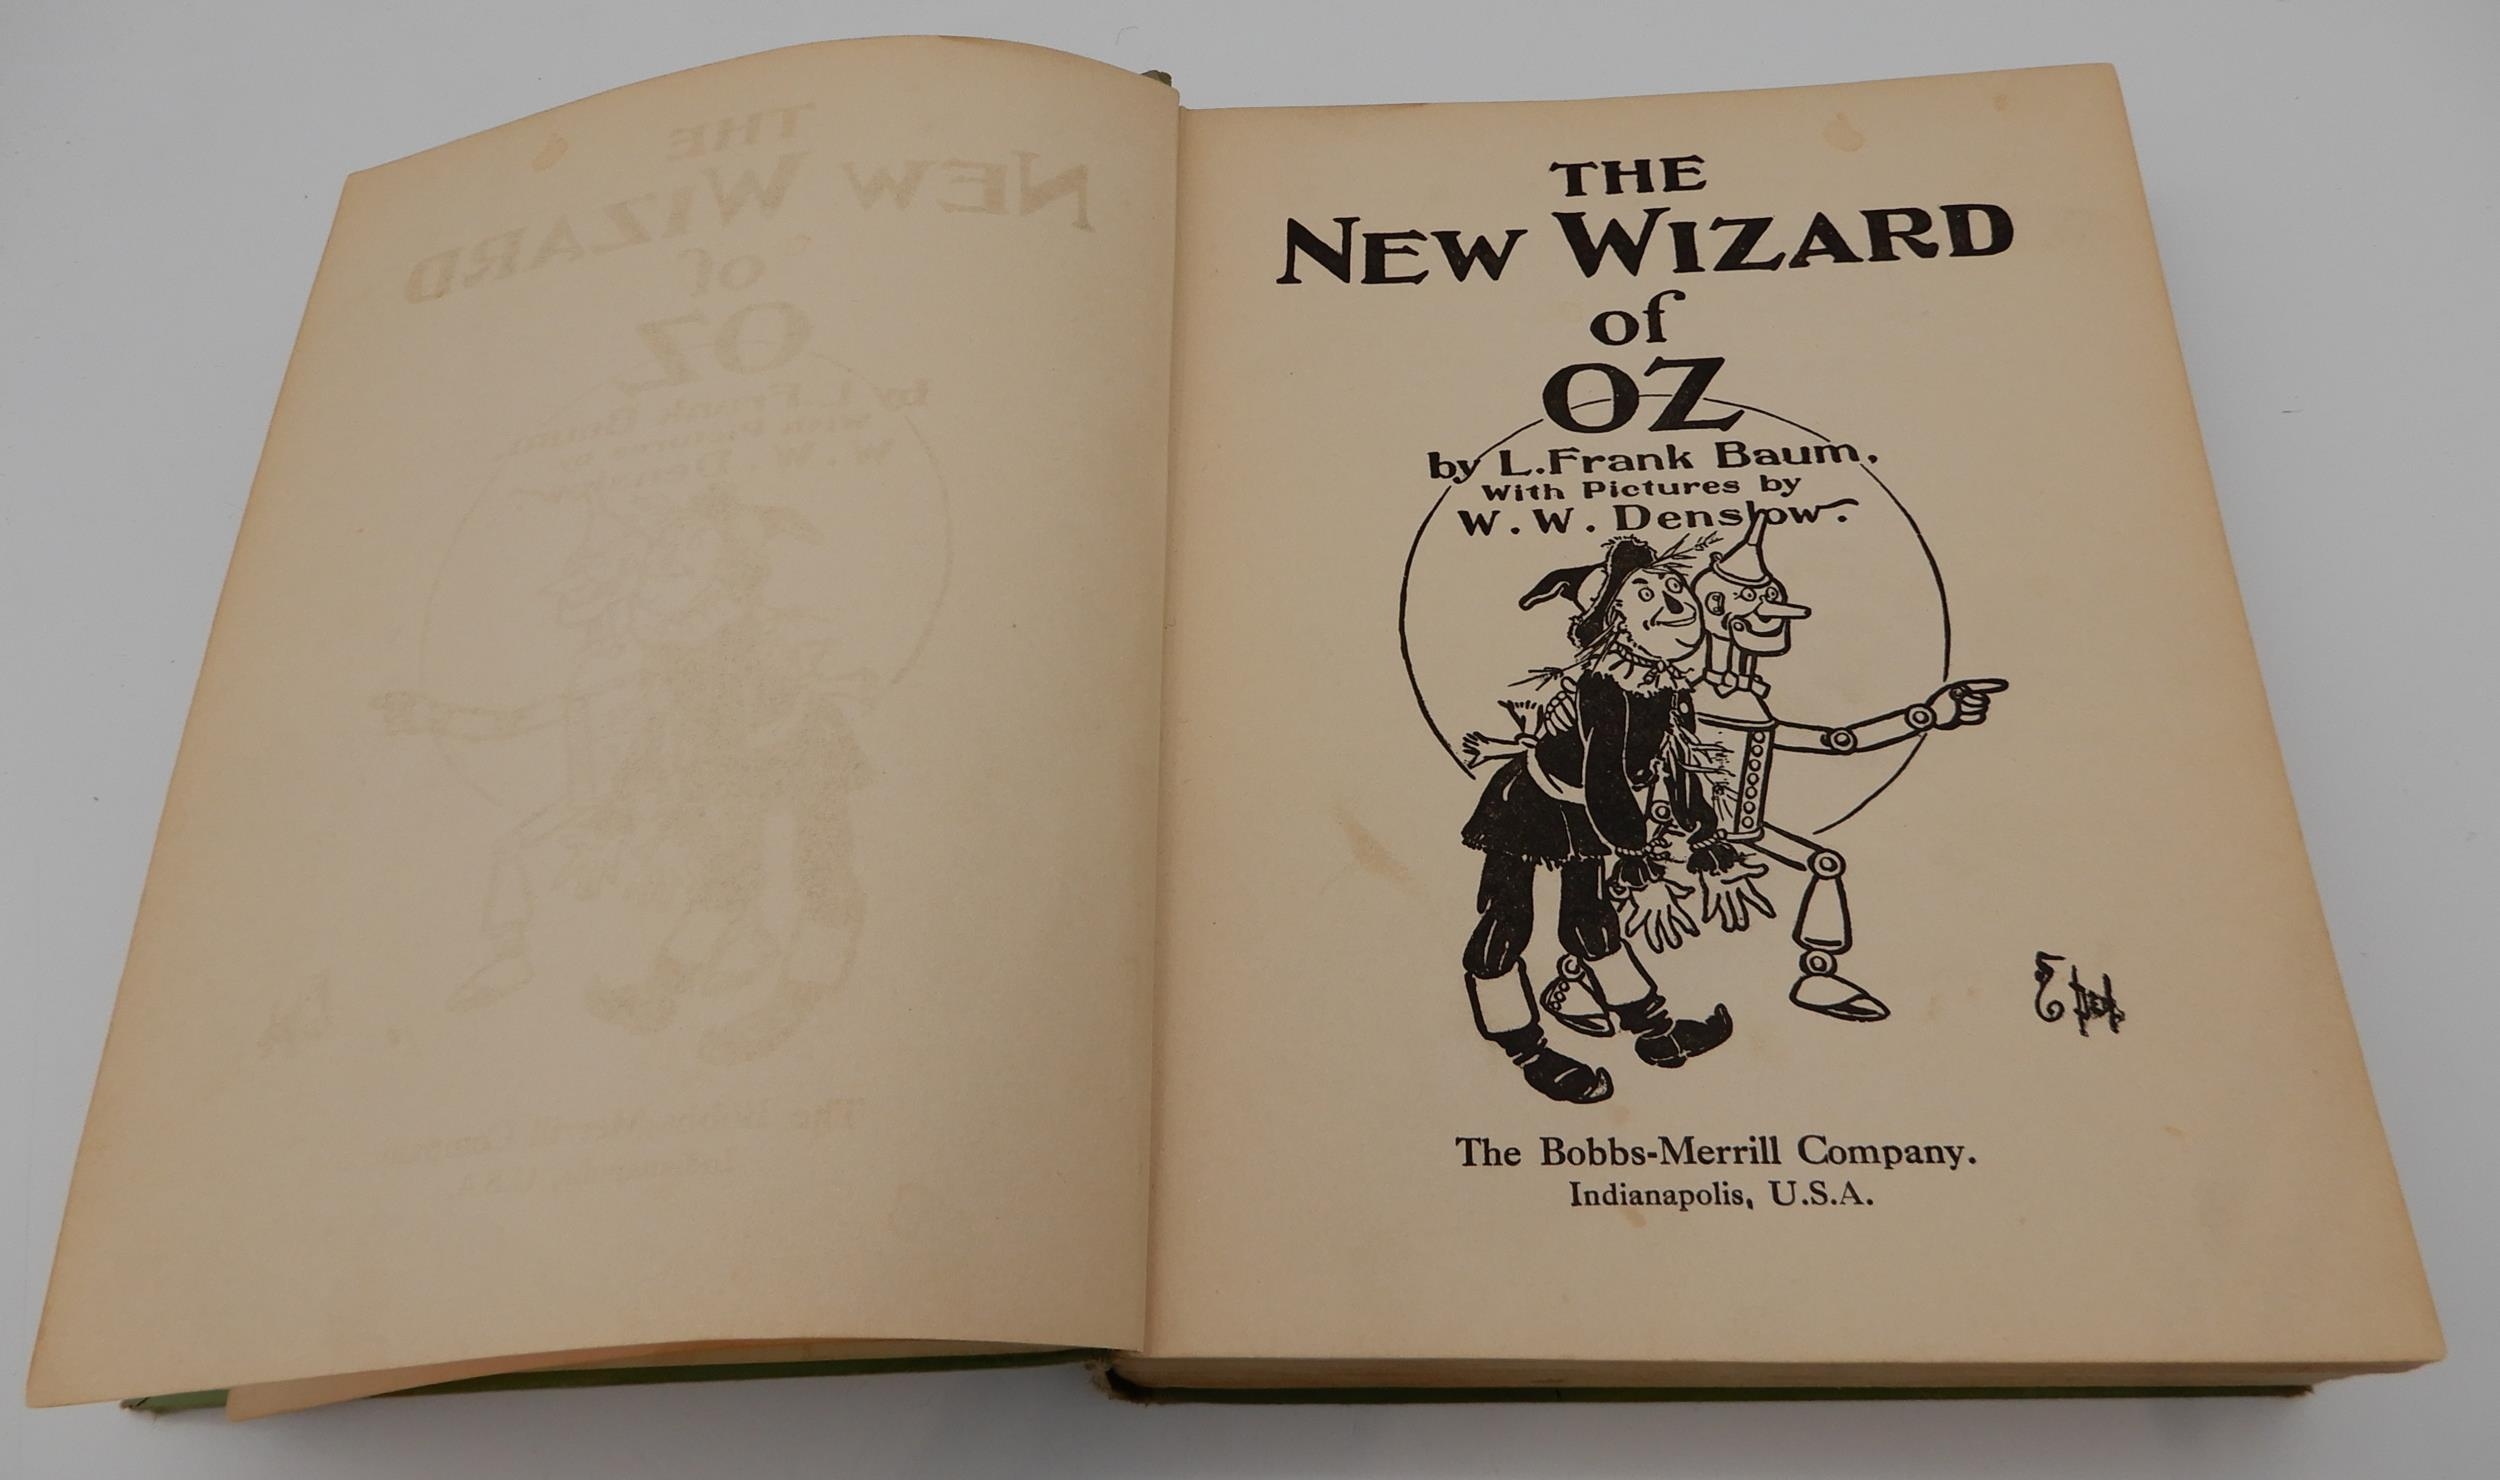 THE
NEW WIZARD
of
OZ
by L. Frank Baum,
With Pictures by
W. W. Denslow.
The Bobbs-Merrill Company.
Indianapolis, U.S.A.